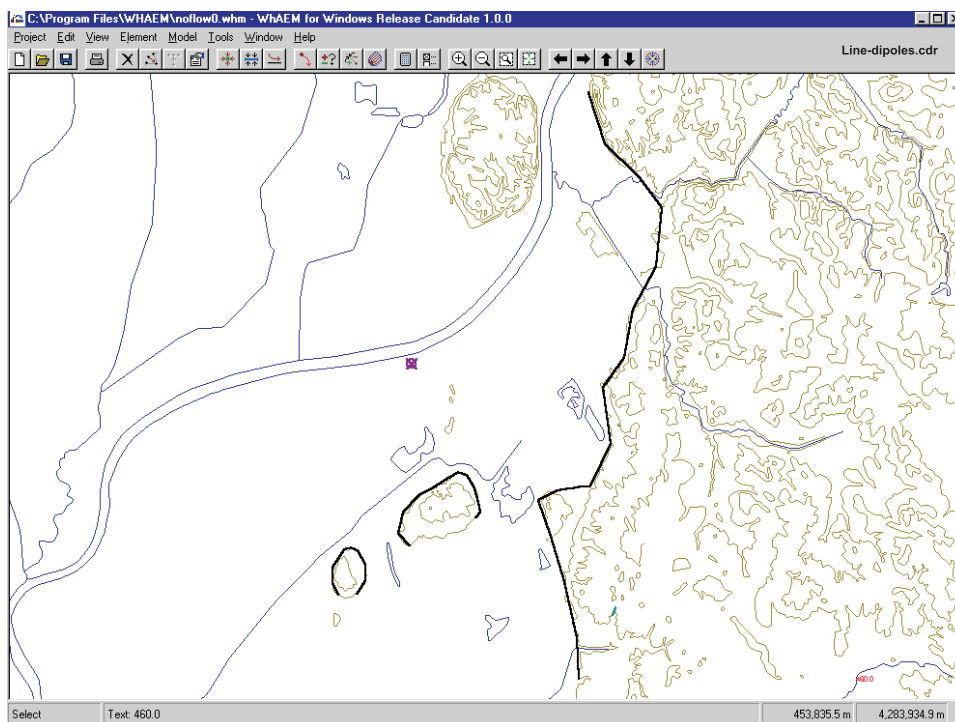 C:\Program Files\WHAEM\noflow0.whm - WhAEM for Windows Release Candidate 1.0.0
Project Edit View Element Model Tools Window Help
±?
Line-dipoles.cdr
460.0
Select Text: 460.0 453,835.5 m 4,283,934.9 m